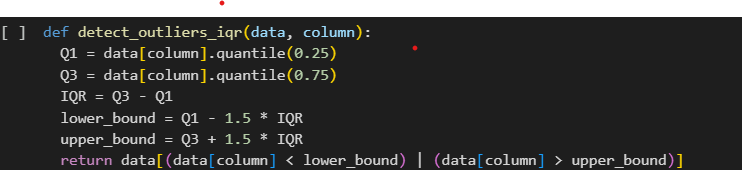 [ ] def detect_outliers_iqr(data, column):
Q1 = data[column].quantile(0.25)
Q3 = data[column].quantile(0.75)
IQR = Q3 - Q1
lower_bound = Q1 - 1.5 * IQR
upper_bound = Q3 + 1.5 * IQR
return data[(data[column] < lower_bound) | (data[column] > upper_bound)]